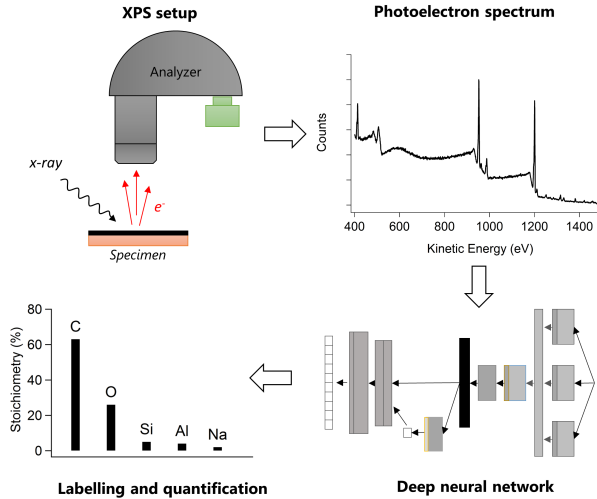 XPS setup
Photoelectron spectrum
Analyzer
x-ray
e-
Specimen
Counts
400 600 800 1000 1200 1400
Kinetic Energy (eV)
Stoichiometry (%)
80
60
40
20
0
C
O
Si
Al
Na
Labelling and quantification
Deep neural network